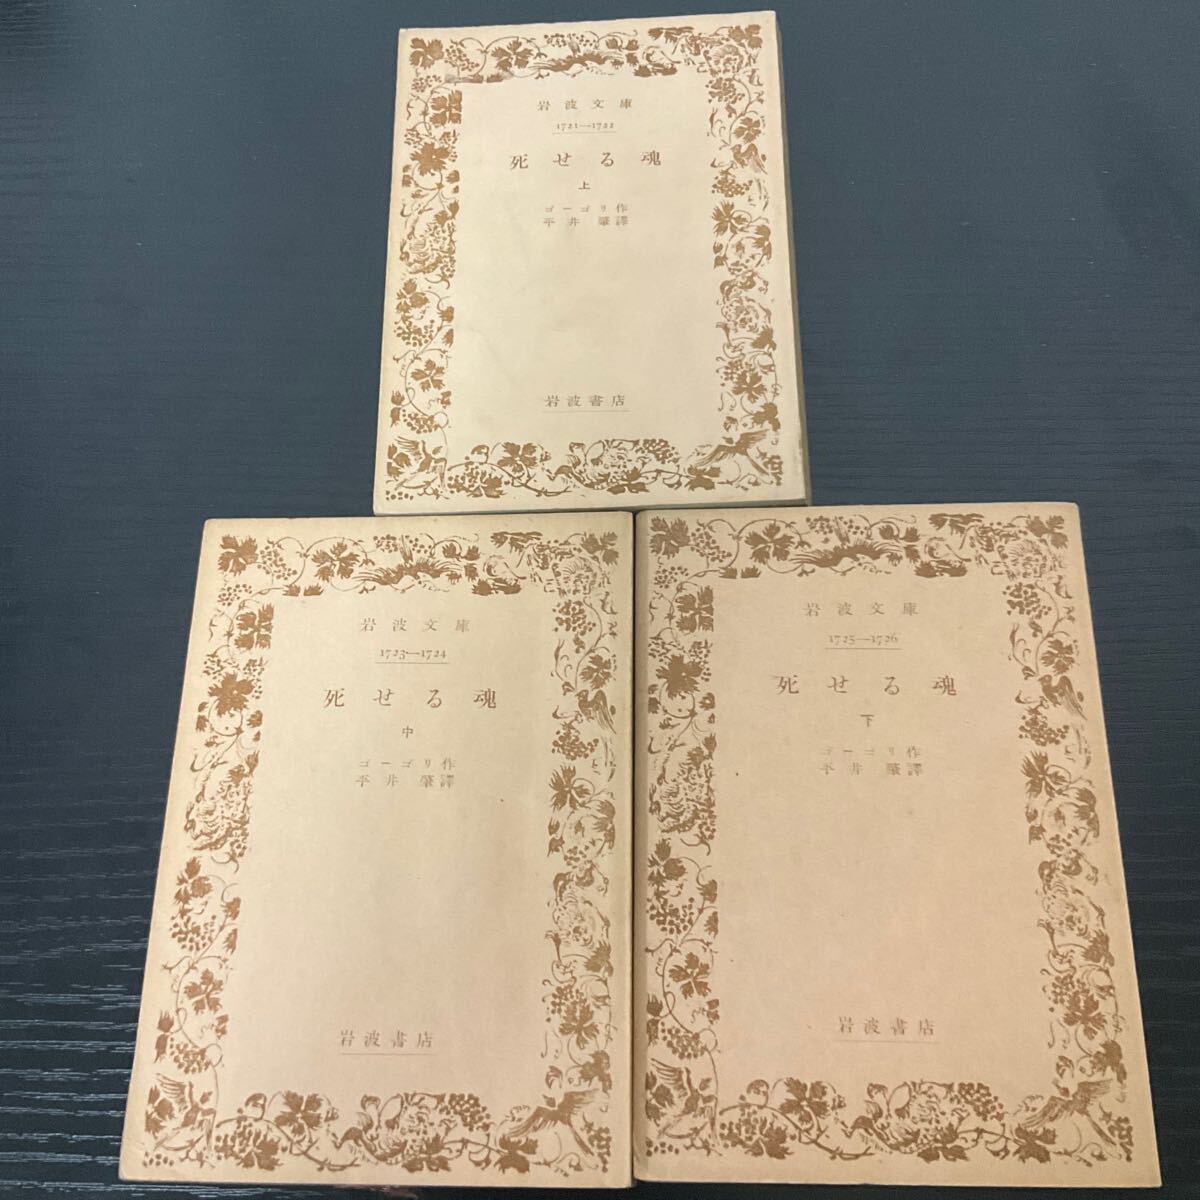 岩波文庫
1721—1722
死せる魂
上
ゴーゴリ作
平井肇譯
岩波書店
岩波文庫
1723—1724
死せる魂
中
ゴーゴリ作
平井肇譯
岩波書店
岩波文庫
1725—1726
死せる魂
下
ゴーゴリ作
平井肇譯
岩波書店